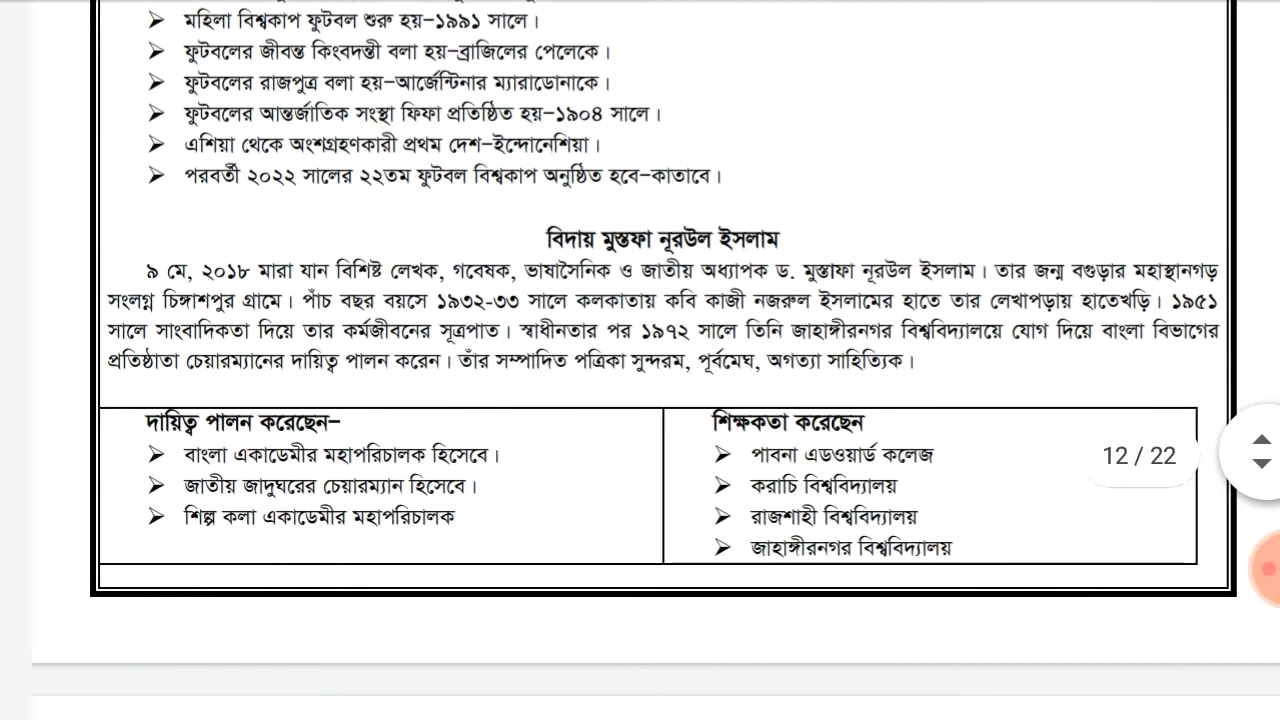 ➢ মহিলা বিশ্বকাপ ফুটবল শুরু হয়–১৯৯১ সালে।
➢ ফুটবলের জীবন্ত কিংবদন্তী বলা হয়–ব্রাজিলের পেলেকে।
➢ ফুটবলের রাজপুত্র বলা হয়–আর্জেন্টিনার ম্যারাডোনাকে।
➢ ফুটবলের আন্তর্জাতিক সংস্থা ফিফা প্রতিষ্ঠিত হয়–১৯০৪ সালে।
➢ এশিয়া থেকে অংশগ্রহণকারী প্রথম দেশ–ইন্দোনেশিয়া।
➢ পরবর্তী ২০২২ সালের ২২তম ফুটবল বিশ্বকাপ অনুষ্ঠিত হবে–কাতাবে।
বিদায় মুস্তফা নূরউল ইসলাম
৯ মে, ২০১৮ মারা যান বিশিষ্ট লেখক, গবেষক, ভাষাসৈনিক ও জাতীয় অধ্যাপক ড. মুস্তাফা নূরউল ইসলাম। তার জন্ম বগুড়ার মহাস্থানগড়
সংলগ্ন চিঙ্গাশপুর গ্রামে। পাঁচ বছর বয়সে ১৯৩২-৩৩ সালে কলকাতায় কবি কাজী নজরুল ইসলামের হাতে তার লেখাপড়ায় হাতেখড়ি। ১৯৫১
সালে সাংবাদিকতা দিয়ে তার কর্মজীবনের সূত্রপাত। স্বাধীনতার পর ১৯৭২ সালে তিনি জাহাঙ্গীরনগর বিশ্ববিদ্যালয়ে যোগ দিয়ে বাংলা বিভাগের
প্রতিষ্ঠাতা চেয়ারম্যানের দায়িত্ব পালন করেন। তাঁর সম্পাদিত পত্রিকা সুন্দরম, পূর্বমেঘ, অগত্যা সাহিত্যিক।
দায়িত্ব পালন করেছেন–
➢ বাংলা একাডেমীর মহাপরিচালক হিসেবে।
➢ জাতীয় জাদুঘরের চেয়ারম্যান হিসেবে।
➢ শিল্প কলা একাডেমীর মহাপরিচালক
শিক্ষকতা করেছেন
➢ পাবনা এডওয়ার্ড কলেজ
➢ করাচি বিশ্ববিদ্যালয়
➢ রাজশাহী বিশ্ববিদ্যালয়
➢ জাহাঙ্গীরনগর বিশ্ববিদ্যালয়
12 / 22